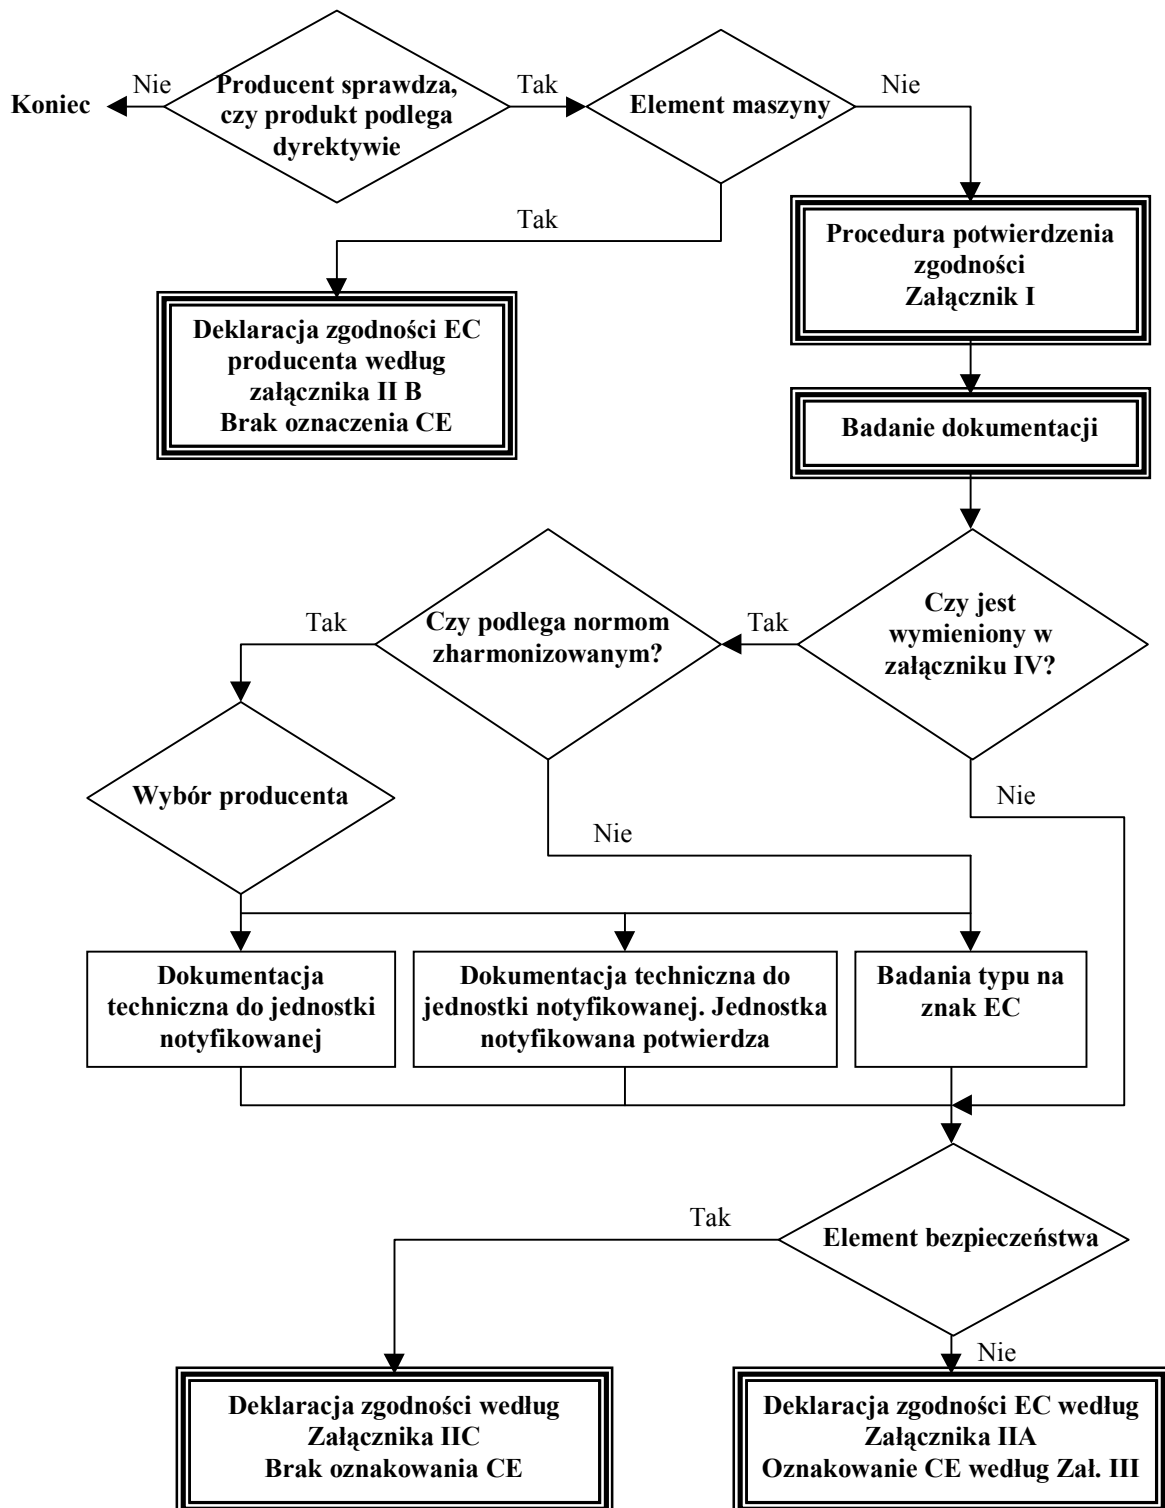 Koniec
Nie
Producent sprawdza,
czy produkt podlega
dyrektywie
Tak
Element maszyny
Nie
Tak
Procedura potwierdzenia
zgodności
Załącznik I
Deklaracja zgodności EC
producenta według
załącznika II B
Brak oznaczenia CE
Badanie dokumentacji
Czy jest
wymieniony w
załączniku IV?
Tak
Czy podlega normom
zharmonizowanym?
Tak
Wybór producenta
Nie
Nie
Dokumentacja
techniczna do jednostki
notyfikowanej
Dokumentacja techniczna do
jednostki notyfikowanej. Jednostka
notyfikowana potwierdza
Badania typu na
znak EC
Element bezpieczeństwa
Tak
Nie
Deklaracja zgodności według
Załącznika IIC
Brak oznakowania CE
Deklaracja zgodności EC według
Załącznika IIA
Oznakowanie CE według Zał. III